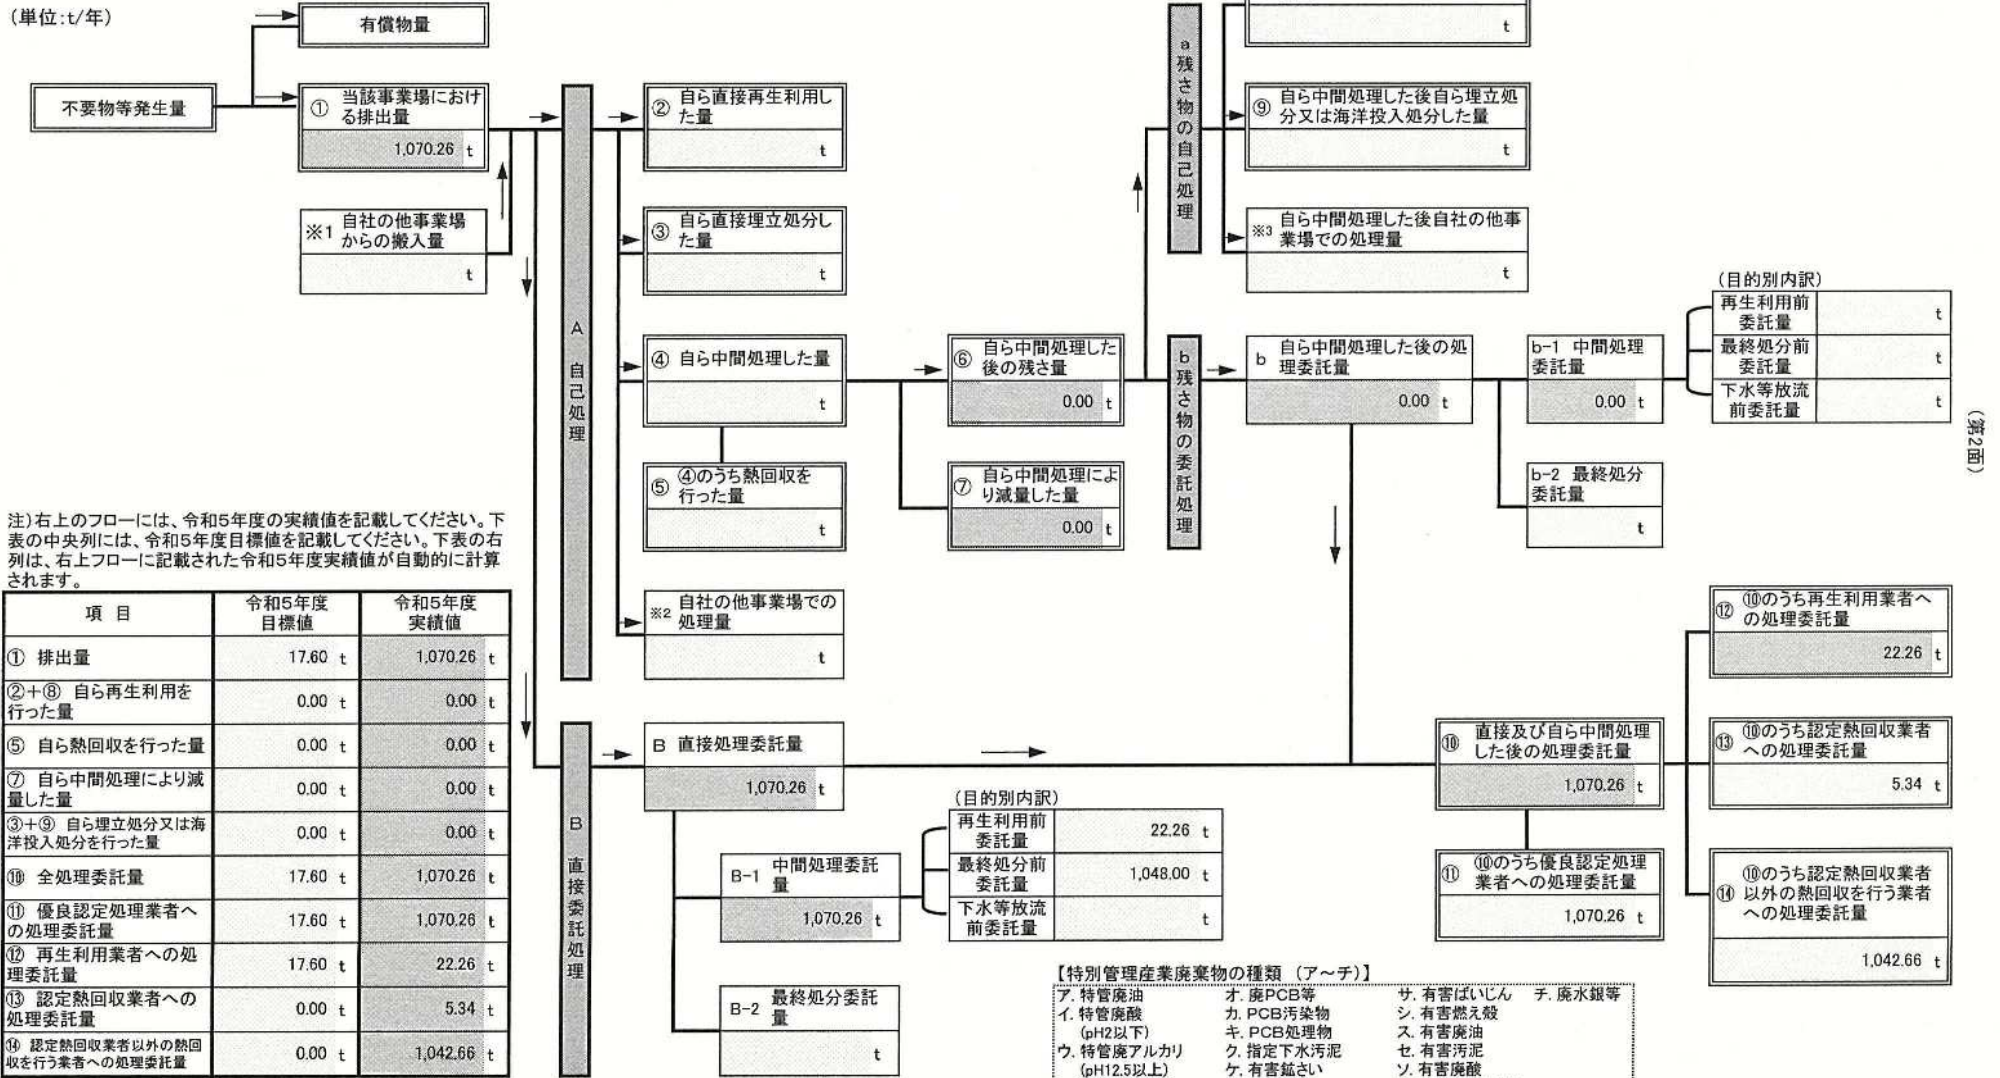 (単位:t/年)
有償物量
不要物等発生量
① 当該事業場におけ
る排出量
1,070.26 t
※1 自社の他事業場
からの搬入量
t
A 自己処理
② 自ら直接再生利用し
た量
t
③ 自ら直接埋立処分し
た量
t
④ 自ら中間処理した量
t
⑤ ④のうち熱回収を
行った量
t
※2 自社の他事業場での
処理量
t
⑥ 自ら中間処理した
後の残さ量
0.00 t
⑦ 自ら中間処理によ
り減量した量
0.00 t
a 残さ物の自己処理
t
⑨ 自ら中間処理した後自ら埋立処
分又は海洋投入処分した量
t
※3 自ら中間処理した後自社の他事
業場での処理量
t
b 残さ物の委託処理
b 自ら中間処理した後の処
理委託量
0.00 t
b-1 中間処理
委託量
0.00 t
(目的別内訳)
再生利用前
委託量
t
最終処分前
委託量
t
下水等放流
前委託量
t
b-2 最終処分
委託量
t
(第2面)
注)右上のフローには、令和5年度の実績値を記載してください。下
表の中央列には、令和5年度目標値を記載してください。下表の右
列は、右上フローに記載された令和5年度実績値が自動的に計算
されます。
項 目
令和5年度
目標値
令和5年度
実績値
① 排出量
17.60 t
1,070.26 t
②+⑧ 自ら再生利用を
行った量
0.00 t
0.00 t
⑤ 自ら熱回収を行った量
0.00 t
0.00 t
⑦ 自ら中間処理により減
量した量
0.00 t
0.00 t
③+⑨ 自ら埋立処分又は海
洋投入処分を行った量
0.00 t
0.00 t
⑩ 全処理委託量
17.60 t
1,070.26 t
⑪ 優良認定処理業者へ
の処理委託量
17.60 t
1,070.26 t
⑫ 再生利用業者への処
理委託量
17.60 t
22.26 t
⑬ 認定熱回収業者への
処理委託量
0.00 t
5.34 t
⑭ 認定熱回収業者以外の熱回
収を行う業者への処理委託量
0.00 t
1,042.66 t
B 直接委託処理
B 直接処理委託量
1,070.26 t
B-1 中間処理委託
量
1,070.26 t
(目的別内訳)
再生利用前
委託量
22.26 t
最終処分前
委託量
1,048.00 t
下水等放流
前委託量
t
B-2 最終処分委託
量
t
⑩ 直接及び自ら中間処理
した後の処理委託量
1,070.26 t
⑪ ⑩のうち優良認定処理
業者への処理委託量
1,070.26 t
⑫ ⑩のうち再生利用業者へ
の処理委託量
22.26 t
⑬ ⑩のうち認定熱回収業者
への処理委託量
5.34 t
⑭ ⑩のうち認定熱回収業者
以外の熱回収を行う業者
への処理委託量
1,042.66 t
【特別管理産業廃棄物の種類 (ア~チ)】
ア. 特管廃油
イ. 特管廃酸
(pH2以下)
ウ. 特管廃アルカリ
(pH12.5以上)
オ. 廃PCB等
カ. PCB汚染物
キ. PCB処理物
ク. 指定下水汚泥
ケ. 有害鉱さい
サ. 有害ばいじん
シ. 有害燃え殻
ス. 有害廃油
セ. 有害汚泥
ソ. 有害廃酸
チ. 廃水銀等